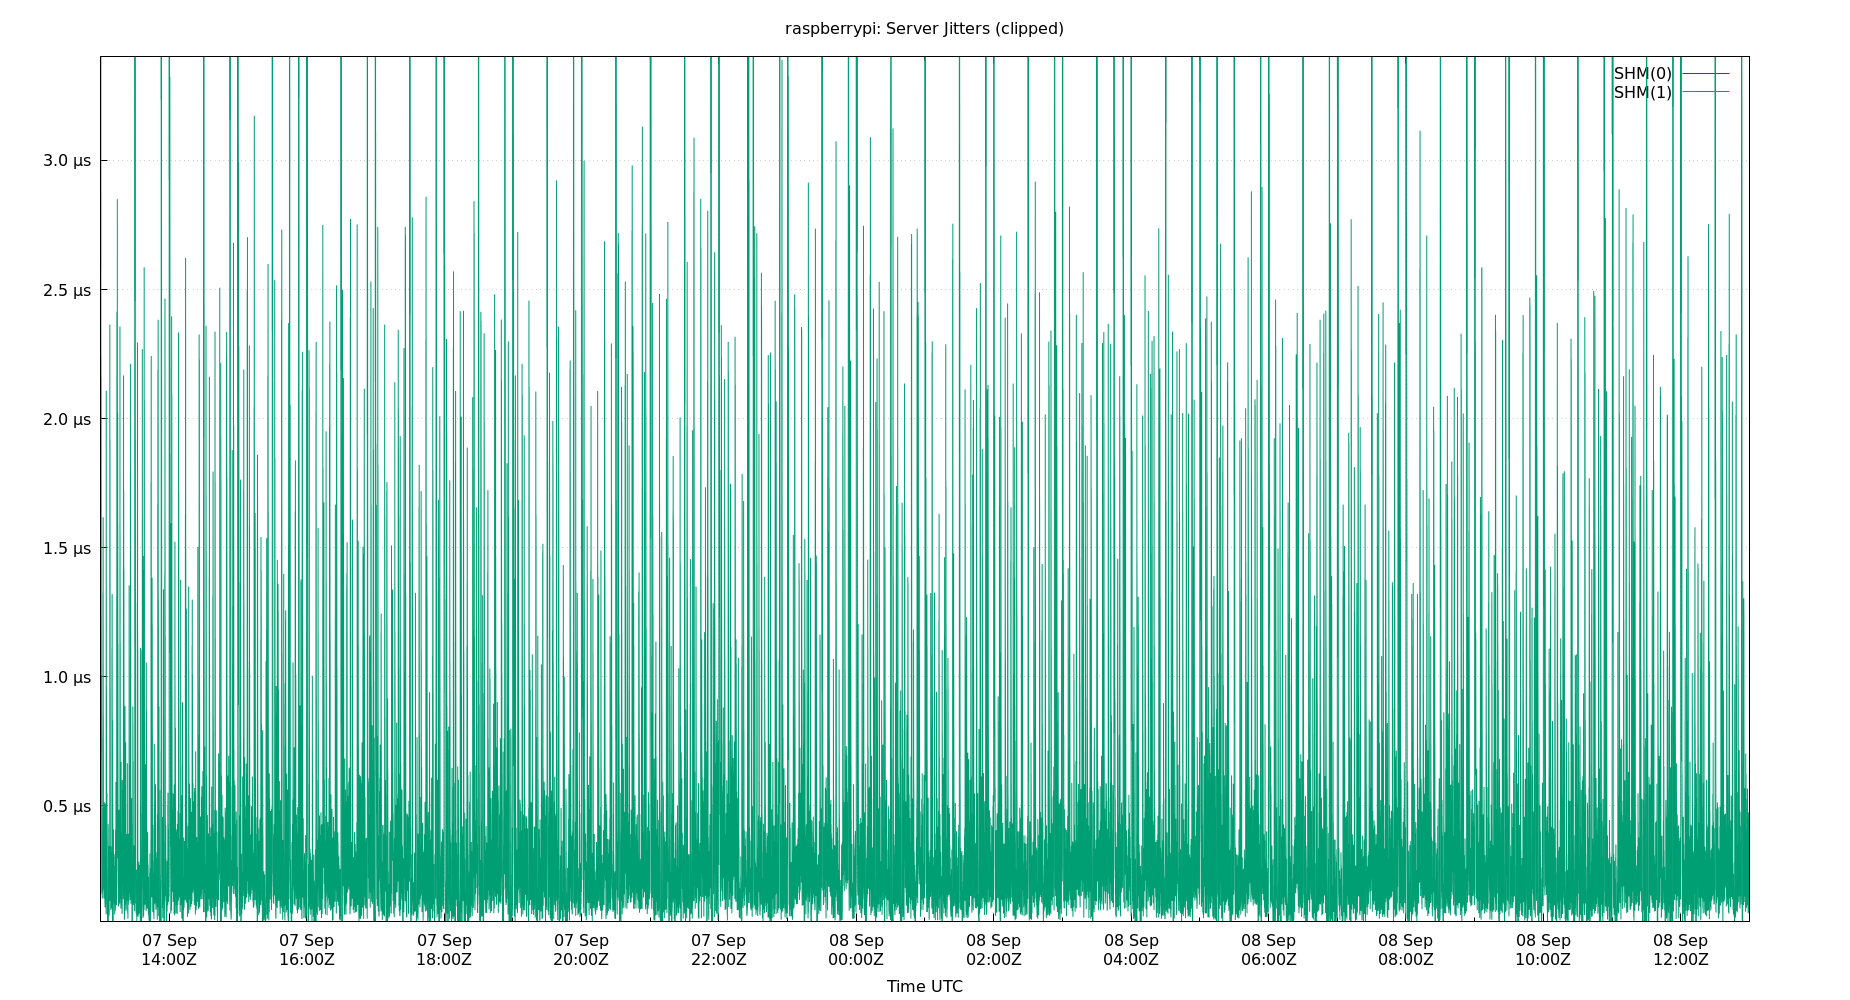 raspberrypi: Server Jitters (clipped)
SHM(0)
SHM(1)
3.0 µs
2.5 µs
2.0 µs
1.5 µs
1.0 µs
0.5 µs
07 Sep 07 Sep 07 Sep 07 Sep 07 Sep 08 Sep 08 Sep 08 Sep 08 Sep 08 Sep 08 Sep 08 Sep
14:00Z 16:00Z 18:00Z 20:00Z 22:00Z 00:00Z 02:00Z 04:00Z 06:00Z 08:00Z 10:00Z 12:00Z
Time UTC